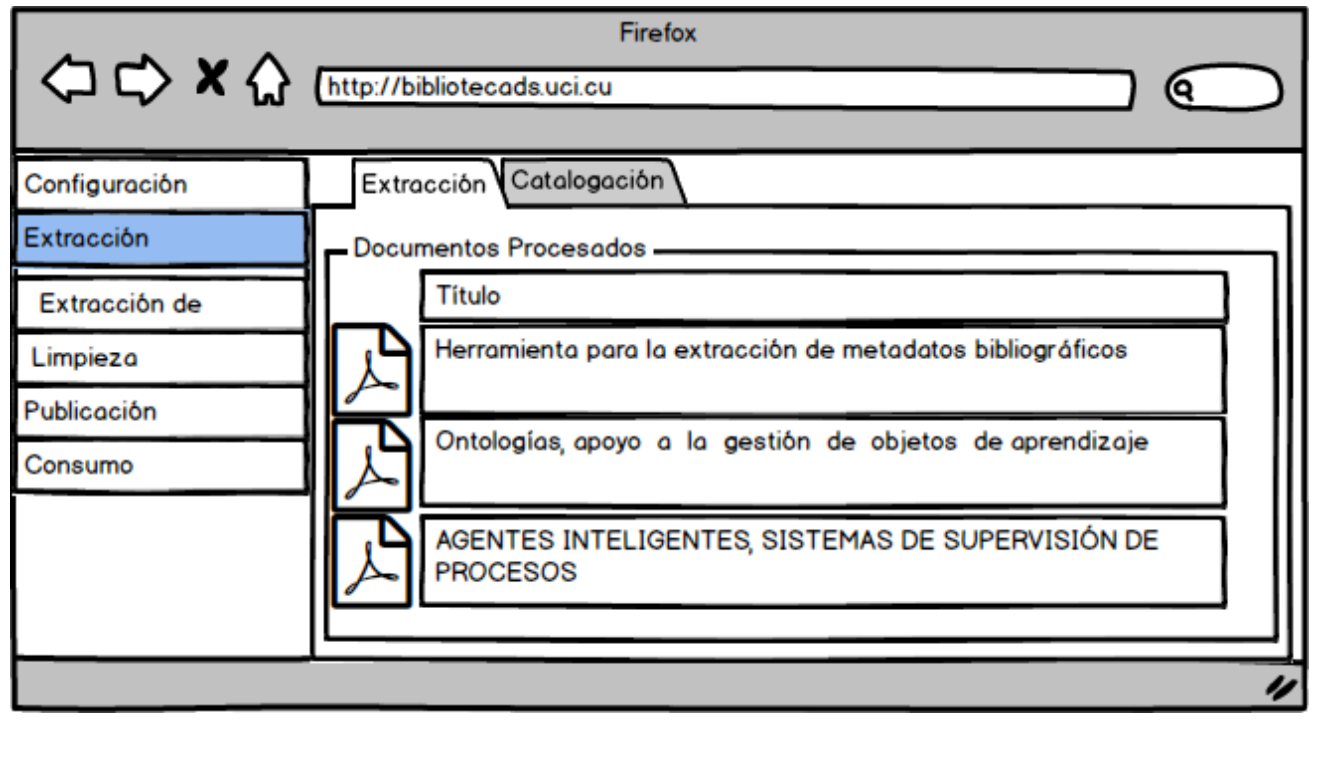 Firefox
http://bibliotecads.uci.cu
Configuración
Extracción
Extracción de
Limpieza
Publicación
Consumo
Extracción
Catalogación
Documentos Procesados
Título
Herramienta para la extracción de metadatos bibliográficos
Ontologías, apoyo a la gestión de objetos de aprendizaje
AGENTES INTELIGENTES, SISTEMAS DE SUPERVISIÓN DE
PROCESOS